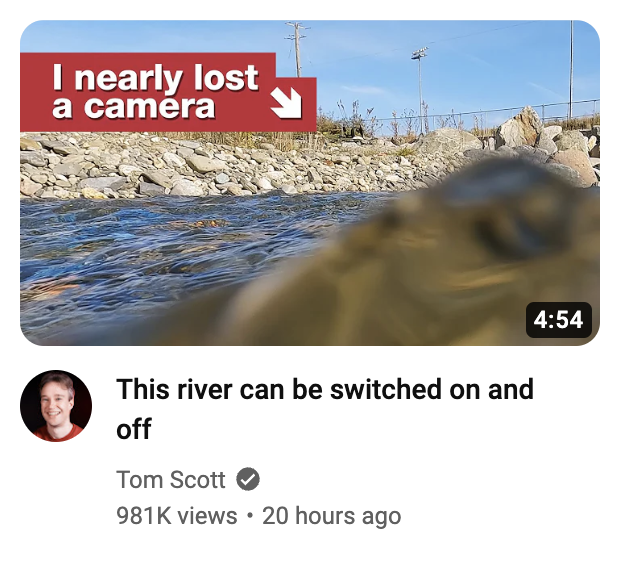 I nearly lost
a camera
4:54
This river can be switched on and
off
Tom Scott
981K views • 20 hours ago